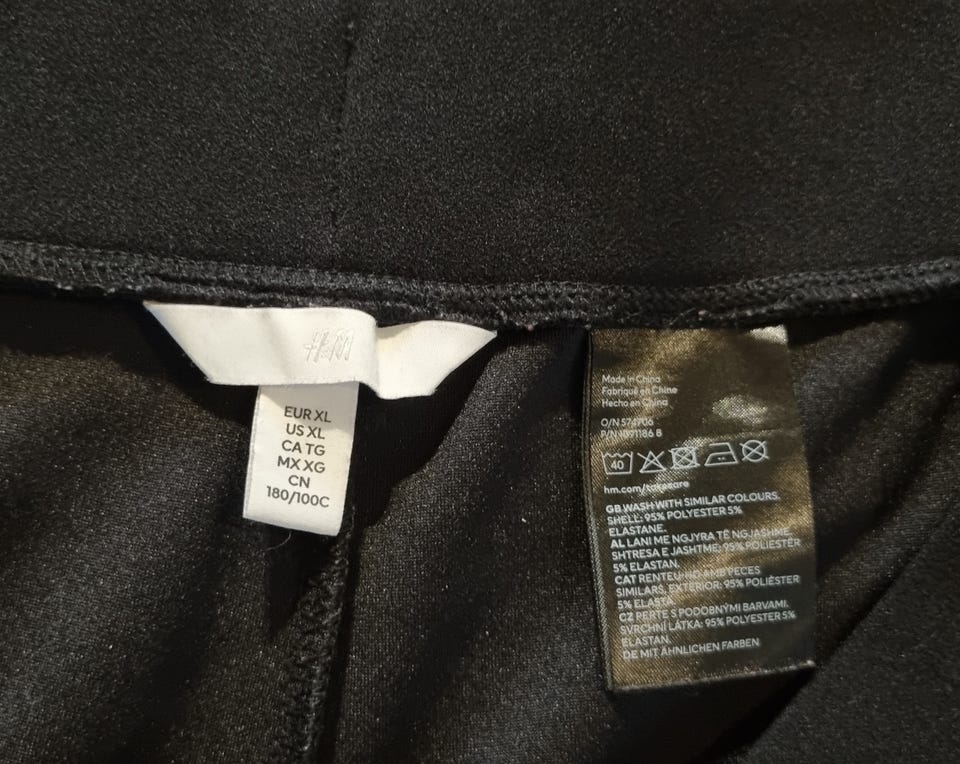 H&M
EUR XL
US XL
CA TG
MX XG
CN
180/100C
Made in China
Fabriqué en Chine
Hecho en China
O/N 574706
P/N 1091186 B
40
hm.com/takecare
GB WASH WITH SIMILAR COLOURS.
SHELL: 95% POLYESTER 5%
ELASTANE.
AL LANI ME NGJYRA TË NGJASHME.
SHTRESA E JASHTME: 95% POLIESTËR
5% ELASTAN.
CAT RENTEU-HO AMB PECES
SIMILARS. EXTERIOR: 95% POLIÈSTER
5% ELASTÀ
CZ PERTE S PODOBNÝMI BARVAMI.
SVRCHNÍ LÁTKA: 95% POLYESTER 5%
ELASTAN.
DE MIT ÄHNLICHEN FARBEN